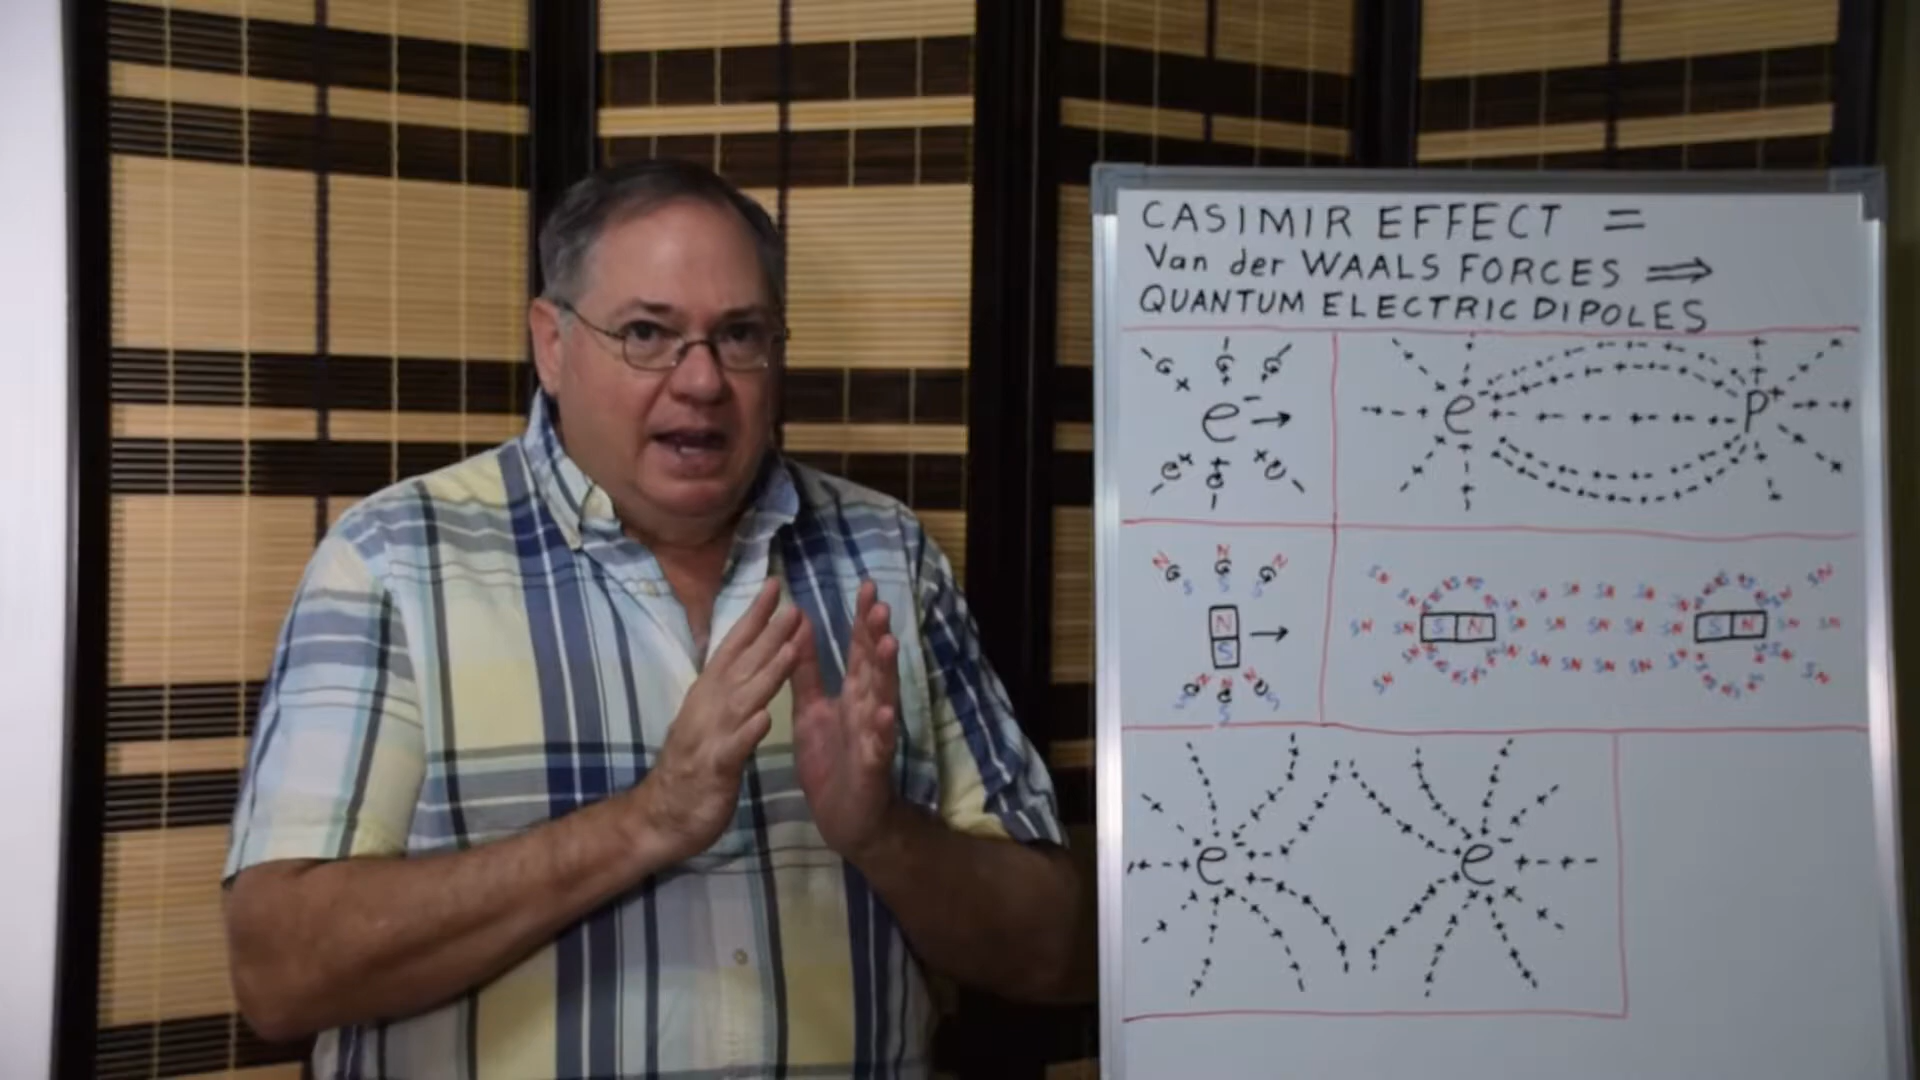 CASIMIR EFFECT =
Van der WAALS FORCES ⇒
QUANTUM ELECTRIC DIPOLES
e⁻ →
e⁻ P⁺
N
S →
S N S N
e⁻ e⁻